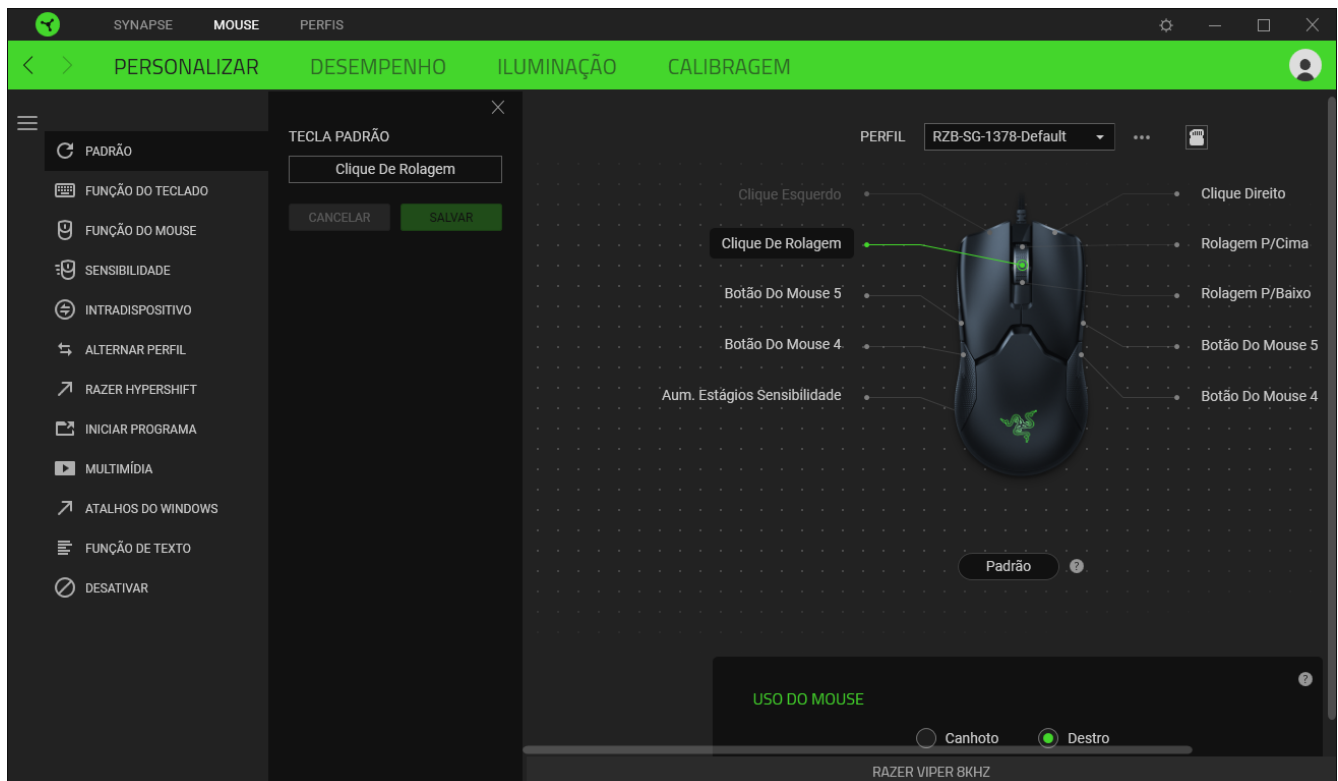 SYNAPSE MOUSE PERFIS
PERSONALIZAR DESEMPENHO ILUMINAÇÃO CALIBRAGEM
PADRÃO
FUNÇÃO DO TECLADO
FUNÇÃO DO MOUSE
SENSIBILIDADE
INTRADISPOSITIVO
ALTERNAR PERFIL
RAZER HYPERSHIFT
INICIAR PROGRAMA
MULTIMÍDIA
ATALHOS DO WINDOWS
FUNÇÃO DE TEXTO
DESATIVAR
TECLA PADRÃO
Clique De Rolagem
CANCELAR SALVAR
PERFIL RZB-SG-1378-Default
Clique Esquerdo
Clique De Rolagem
Botão Do Mouse 5
Botão Do Mouse 4
Aum. Estágios Sensibilidade
Clique Direito
Rolagem P/Cima
Rolagem P/Baixo
Botão Do Mouse 5
Botão Do Mouse 4
Padrão ?
USO DO MOUSE ?
Canhoto Destro
RAZER VIPER 8KHZ